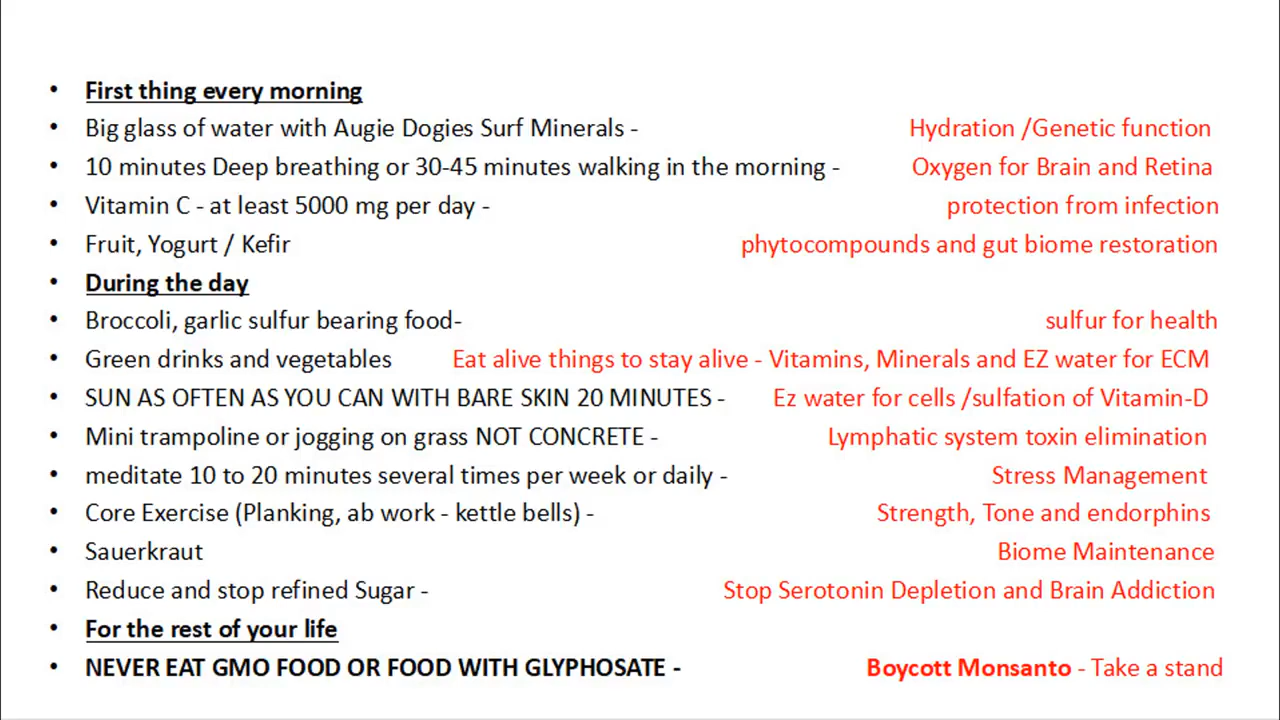 • First thing every morning
• Big glass of water with Augie Dogies Surf Minerals - Hydration /Genetic function
• 10 minutes Deep breathing or 30-45 minutes walking in the morning - Oxygen for Brain and Retina
• Vitamin C - at least 5000 mg per day - protection from infection
• Fruit, Yogurt / Kefir phytocompounds and gut biome restoration
• During the day
• Broccoli, garlic sulfur bearing food- sulfur for health
• Green drinks and vegetables Eat alive things to stay alive - Vitamins, Minerals and EZ water for ECM
• SUN AS OFTEN AS YOU CAN WITH BARE SKIN 20 MINUTES - Ez water for cells /sulfation of Vitamin-D
• Mini trampoline or jogging on grass NOT CONCRETE - Lymphatic system toxin elimination
• meditate 10 to 20 minutes several times per week or daily - Stress Management
• Core Exercise (Planking, ab work - kettle bells) - Strength, Tone and endorphins
• Sauerkraut Biome Maintenance
• Reduce and stop refined Sugar - Stop Serotonin Depletion and Brain Addiction
• For the rest of your life
• NEVER EAT GMO FOOD OR FOOD WITH GLYPHOSATE - Boycott Monsanto - Take a stand